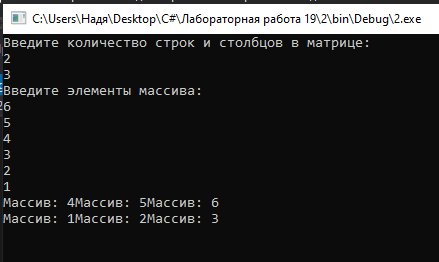 C:\Users\Надя\Desktop\C#\Лабораторная работа 19\2\bin\Debug\2.exe
Введите количество строк и столбцов в матрице:
2
3
Введите элементы массива:
6
5
4
3
2
1
Массив: 4Массив: 5Массив: 6
Массив: 1Массив: 2Массив: 3